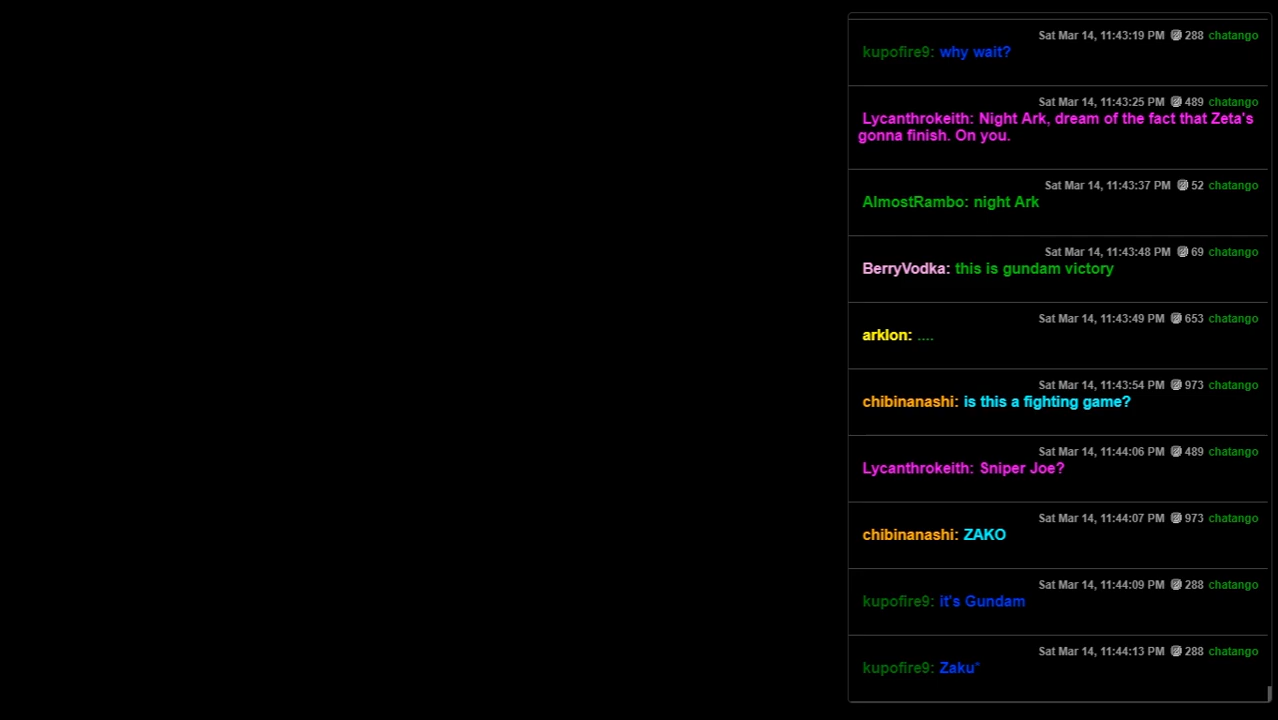 Sat Mar 14, 11:43:19 PM 288 chatango
kupofire9: why wait?
Sat Mar 14, 11:43:25 PM 489 chatango
Lycanthrokeith: Night Ark, dream of the fact that Zeta's
gonna finish. On you.
Sat Mar 14, 11:43:37 PM 52 chatango
AlmostRambo: night Ark
Sat Mar 14, 11:43:48 PM 69 chatango
BerryVodka: this is gundam victory
Sat Mar 14, 11:43:49 PM 653 chatango
arklon: ....
Sat Mar 14, 11:43:54 PM 973 chatango
chibinanashi: is this a fighting game?
Sat Mar 14, 11:44:06 PM 489 chatango
Lycanthrokeith: Sniper Joe?
Sat Mar 14, 11:44:07 PM 973 chatango
chibinanashi: ZAKO
Sat Mar 14, 11:44:09 PM 288 chatango
kupofire9: it's Gundam
Sat Mar 14, 11:44:13 PM 288 chatango
kupofire9: Zaku*